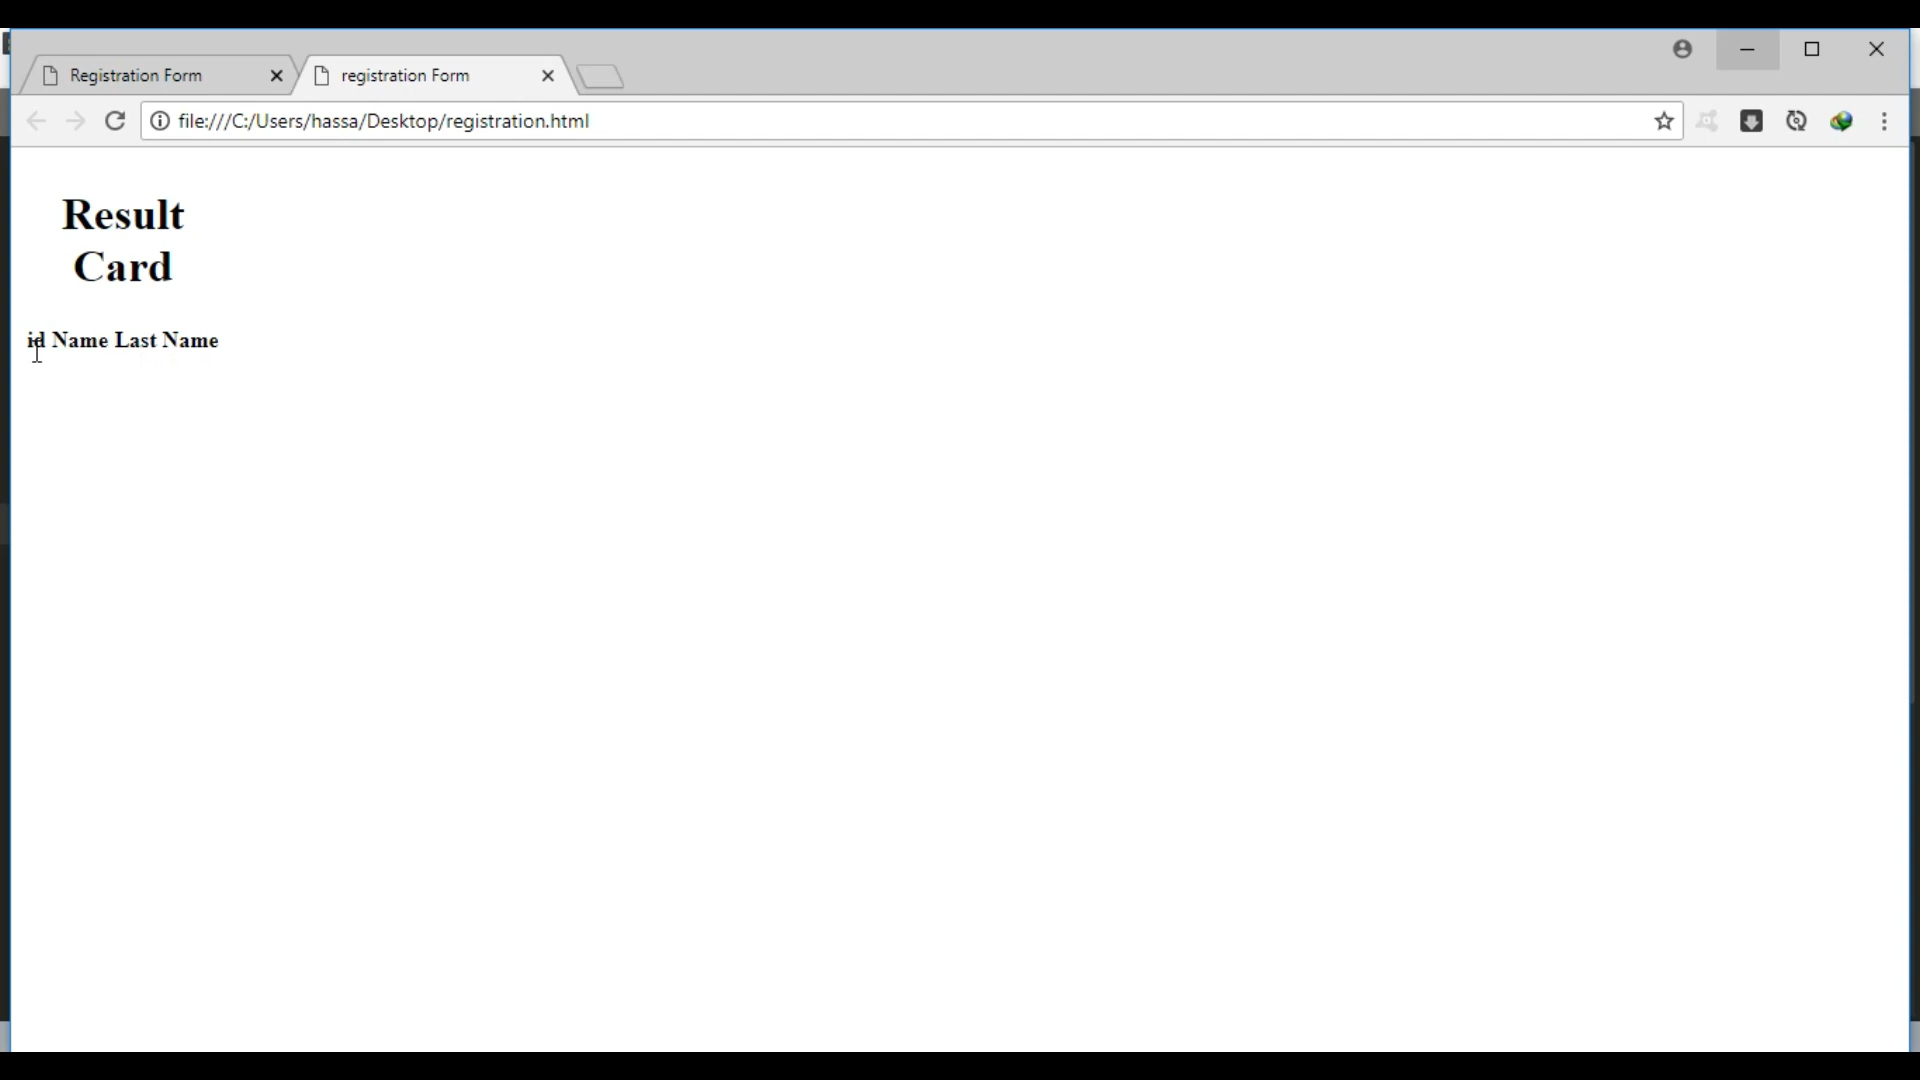 Registration Form
registration Form
file:///C:/Users/hassa/Desktop/registration.html
Result
Card
id Name Last Name